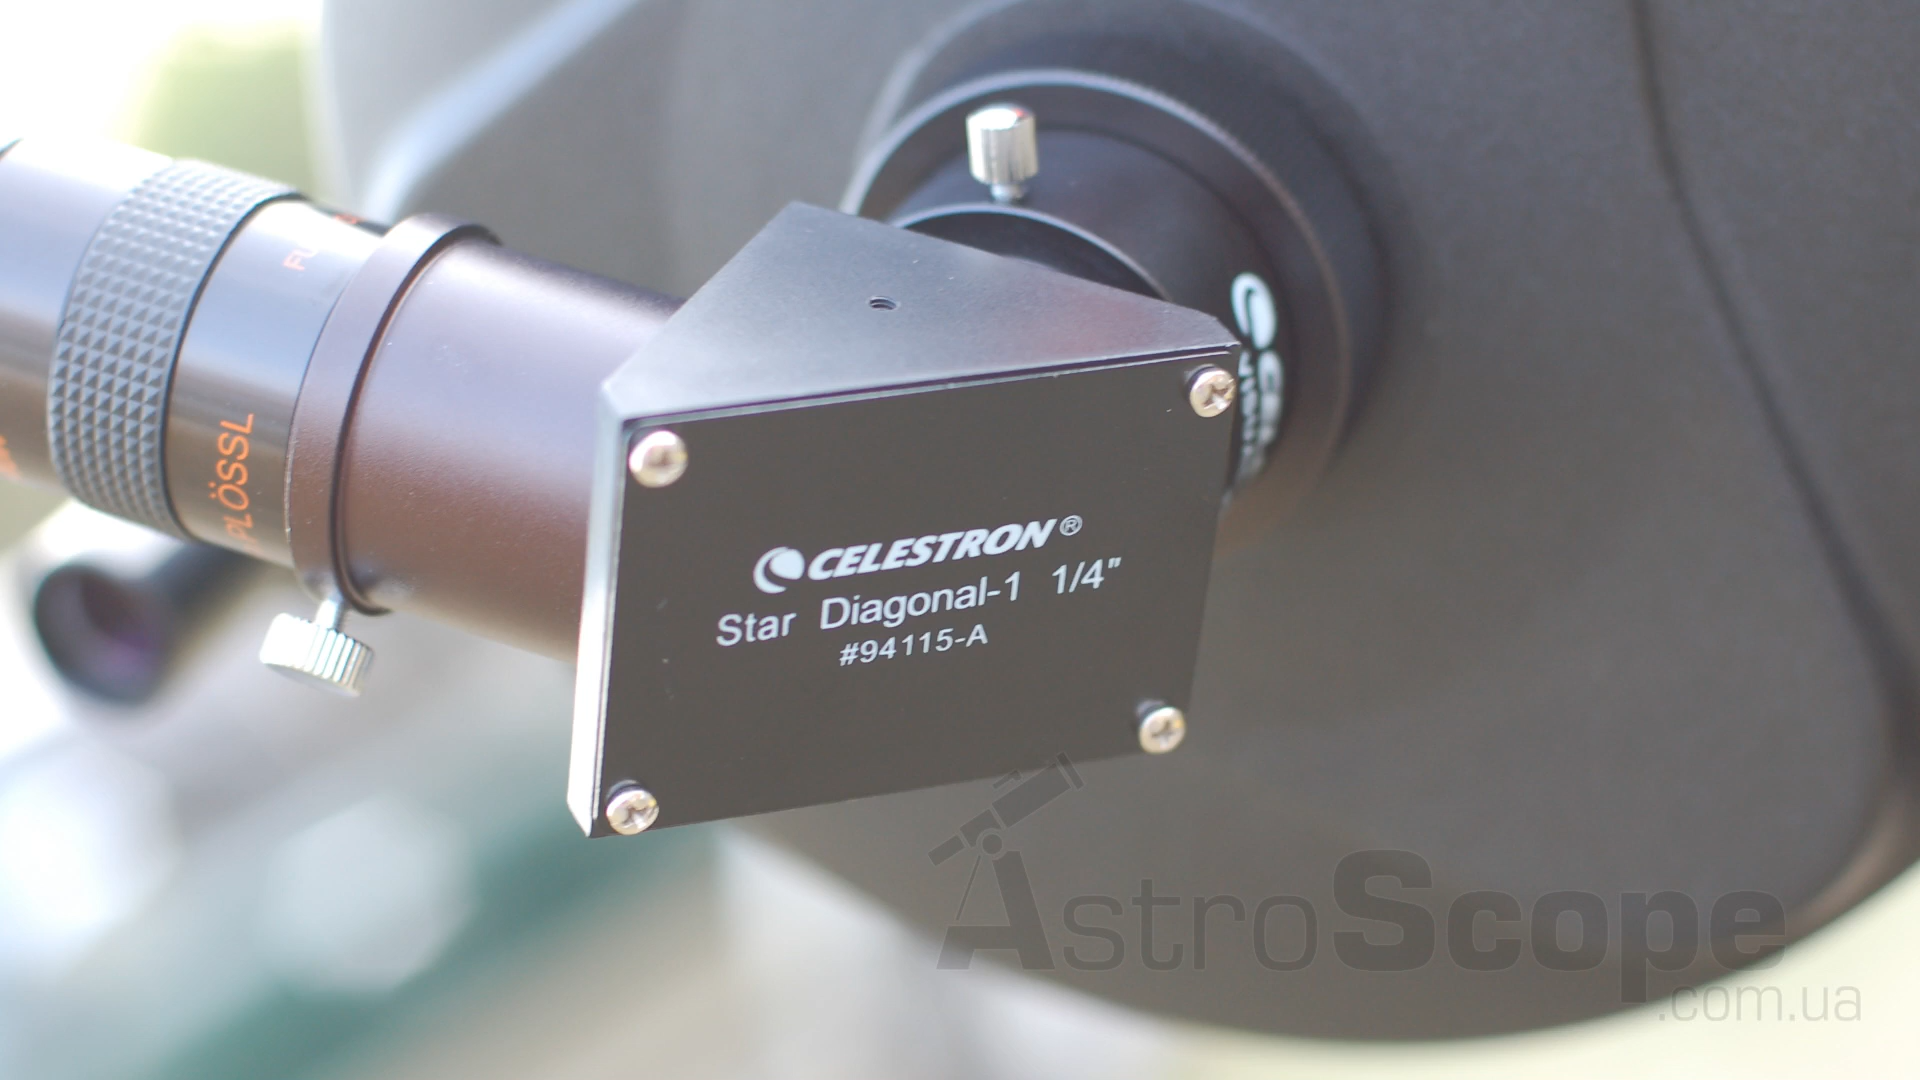 PLÖSSL
CELESTRON®
Star Diagonal-1 1/4"
#94115-A
AstroScope
.com.ua